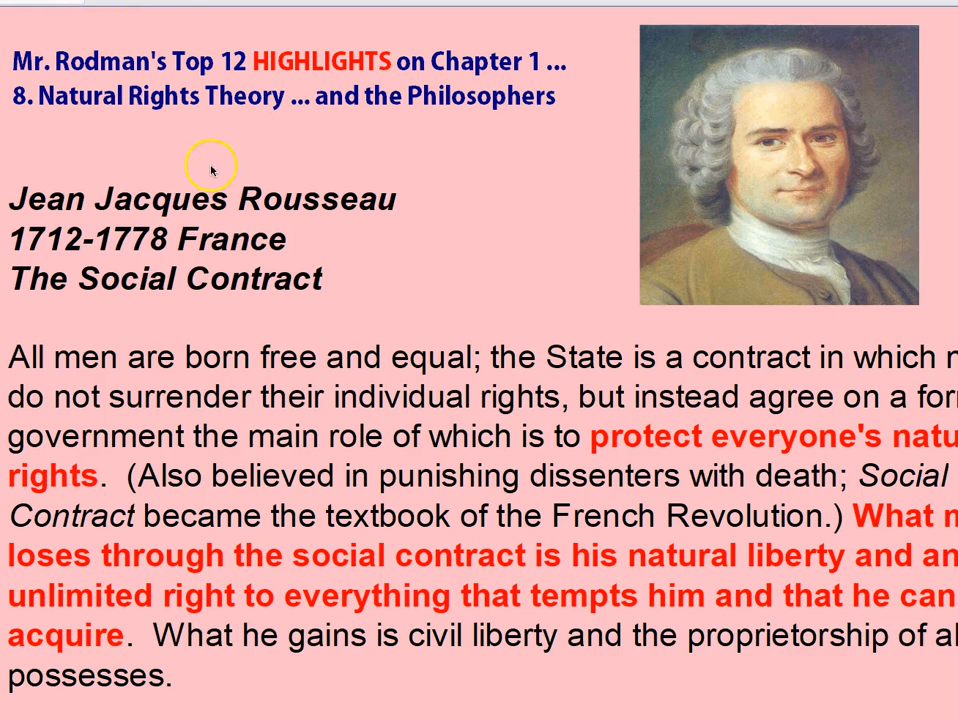 Mr. Rodman's Top 12 HIGHLIGHTS on Chapter 1 ...
8. Natural Rights Theory ... and the Philosophers
Jean Jacques Rousseau
1712-1778 France
The Social Contract
All men are born free and equal; the State is a contract in which
do not surrender their individual rights, but instead agree on a
government the main role of which is to protect everyone's
rights. (Also believed in punishing dissenters with death; Social
Contract became the textbook of the French Revolution.) What
loses through the social contract is his natural liberty and
unlimited right to everything that tempts him and that he can
acquire. What he gains is civil liberty and the proprietorship of
possesses.